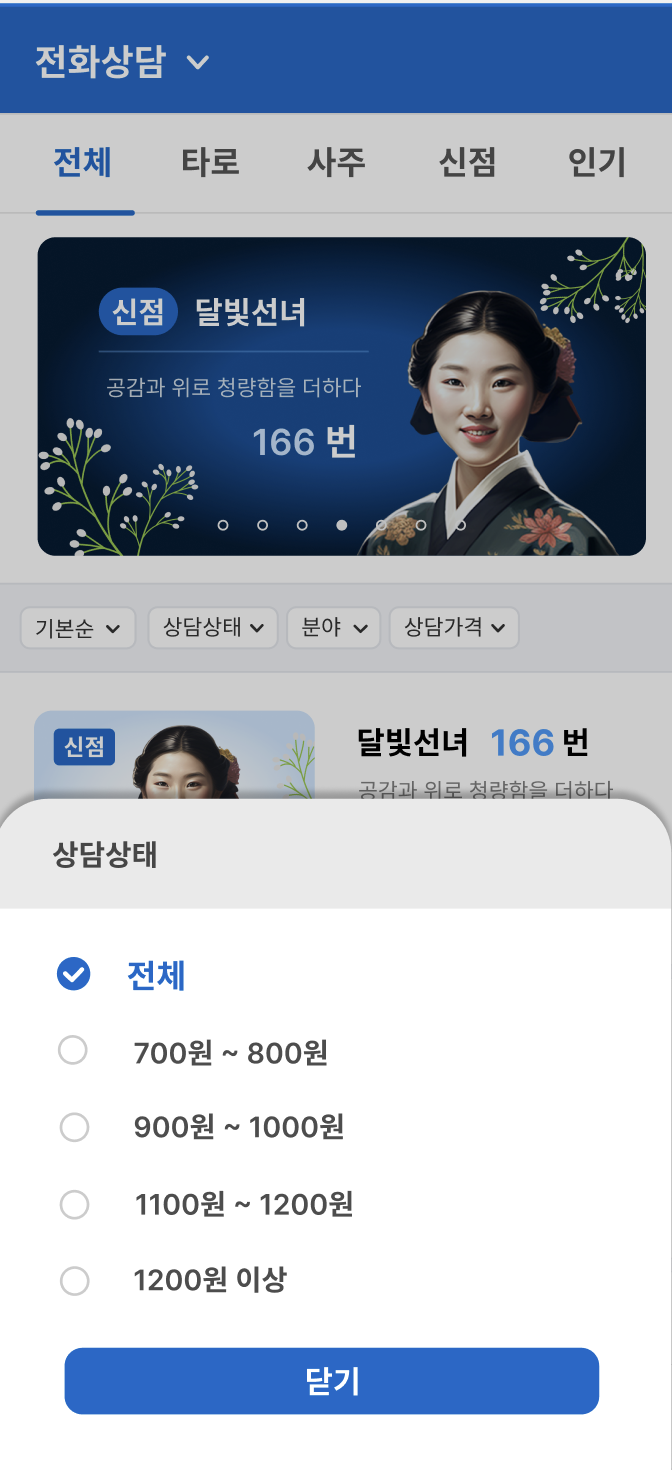 전화상담
전체 타로 사주 신점 인기
신점 달빛선녀
공감과 위로 청량함을 더하다
166 번
기본순 상담상태 분야 상담가격
신점
달빛선녀 166 번
공감과 위로 청량함을 더하다
상담상태
전체
700원 ~ 800원
900원 ~ 1000원
1100원 ~ 1200원
1200원 이상
닫기